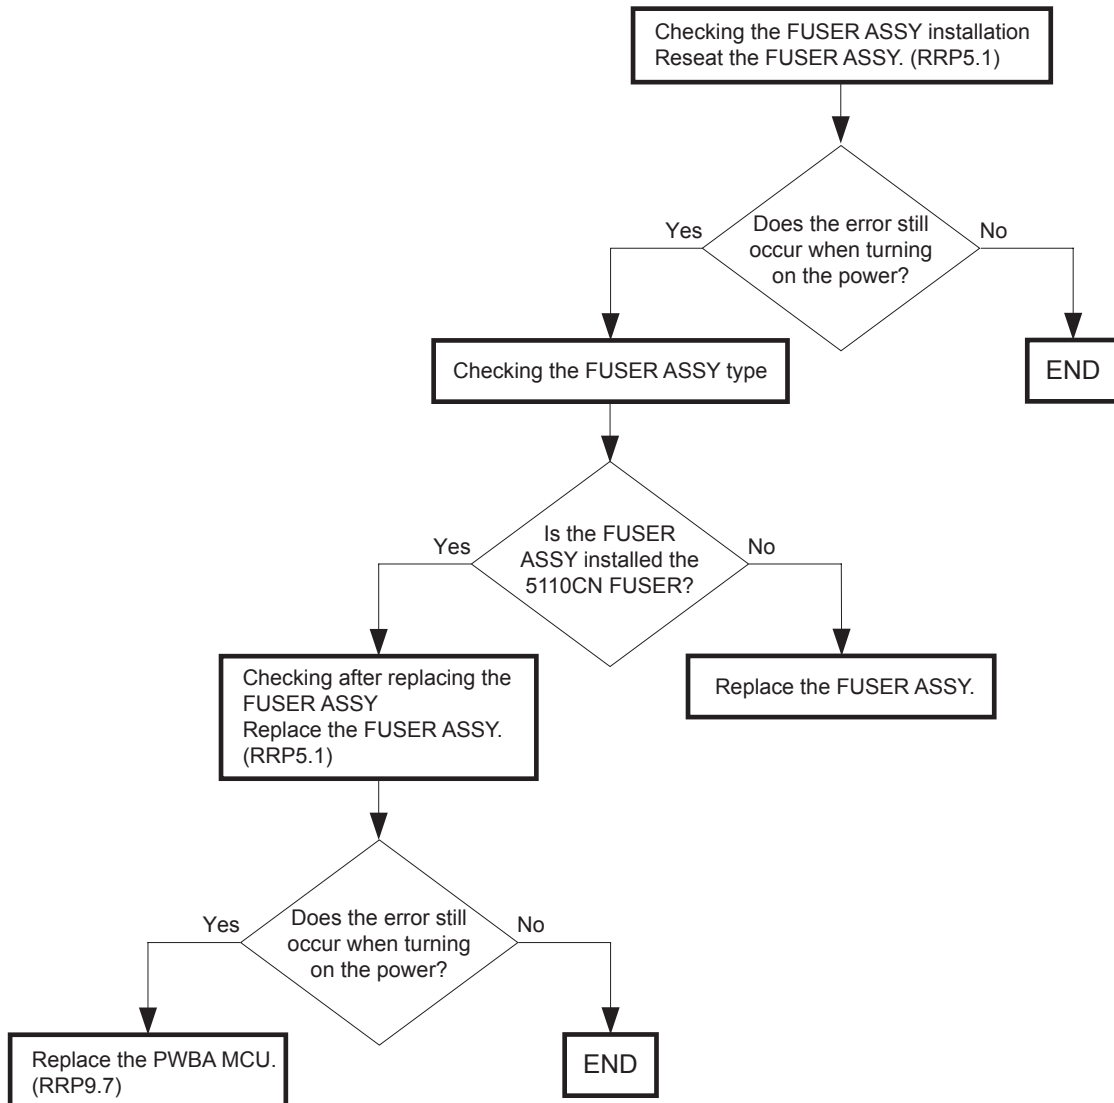 Checking the FUSER ASSY installation
Reseat the FUSER ASSY. (RRP5.1)
Does the error still
occur when turning
on the power?
Yes
No
Checking the FUSER ASSY type
END
Is the FUSER
ASSY installed the
5110CN FUSER?
Yes
No
Checking after replacing the
FUSER ASSY
Replace the FUSER ASSY.
(RRP5.1)
Replace the FUSER ASSY.
Does the error still
occur when turning
on the power?
Yes
No
Replace the PWBA MCU.
(RRP9.7)
END